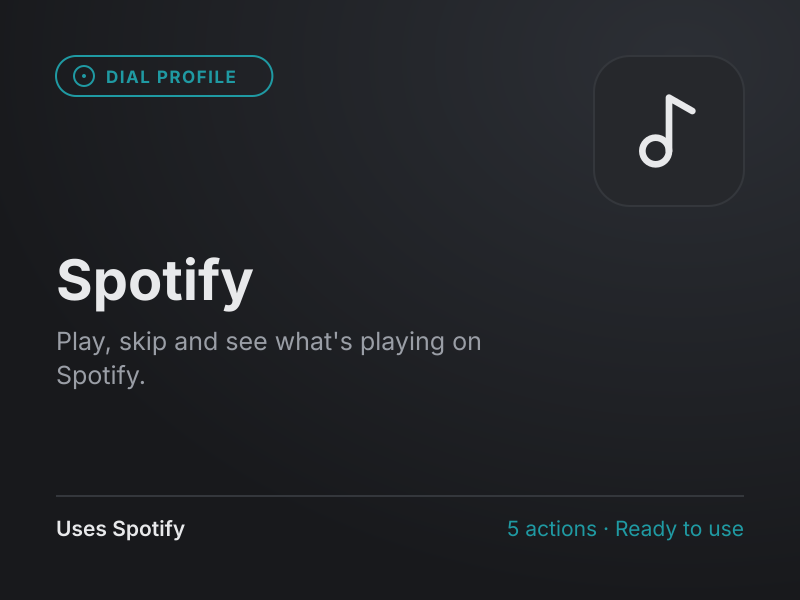 DIAL PROFILE
Spotify
Play, skip and see what's playing on
Spotify.
Uses Spotify
5 actions · Ready to use